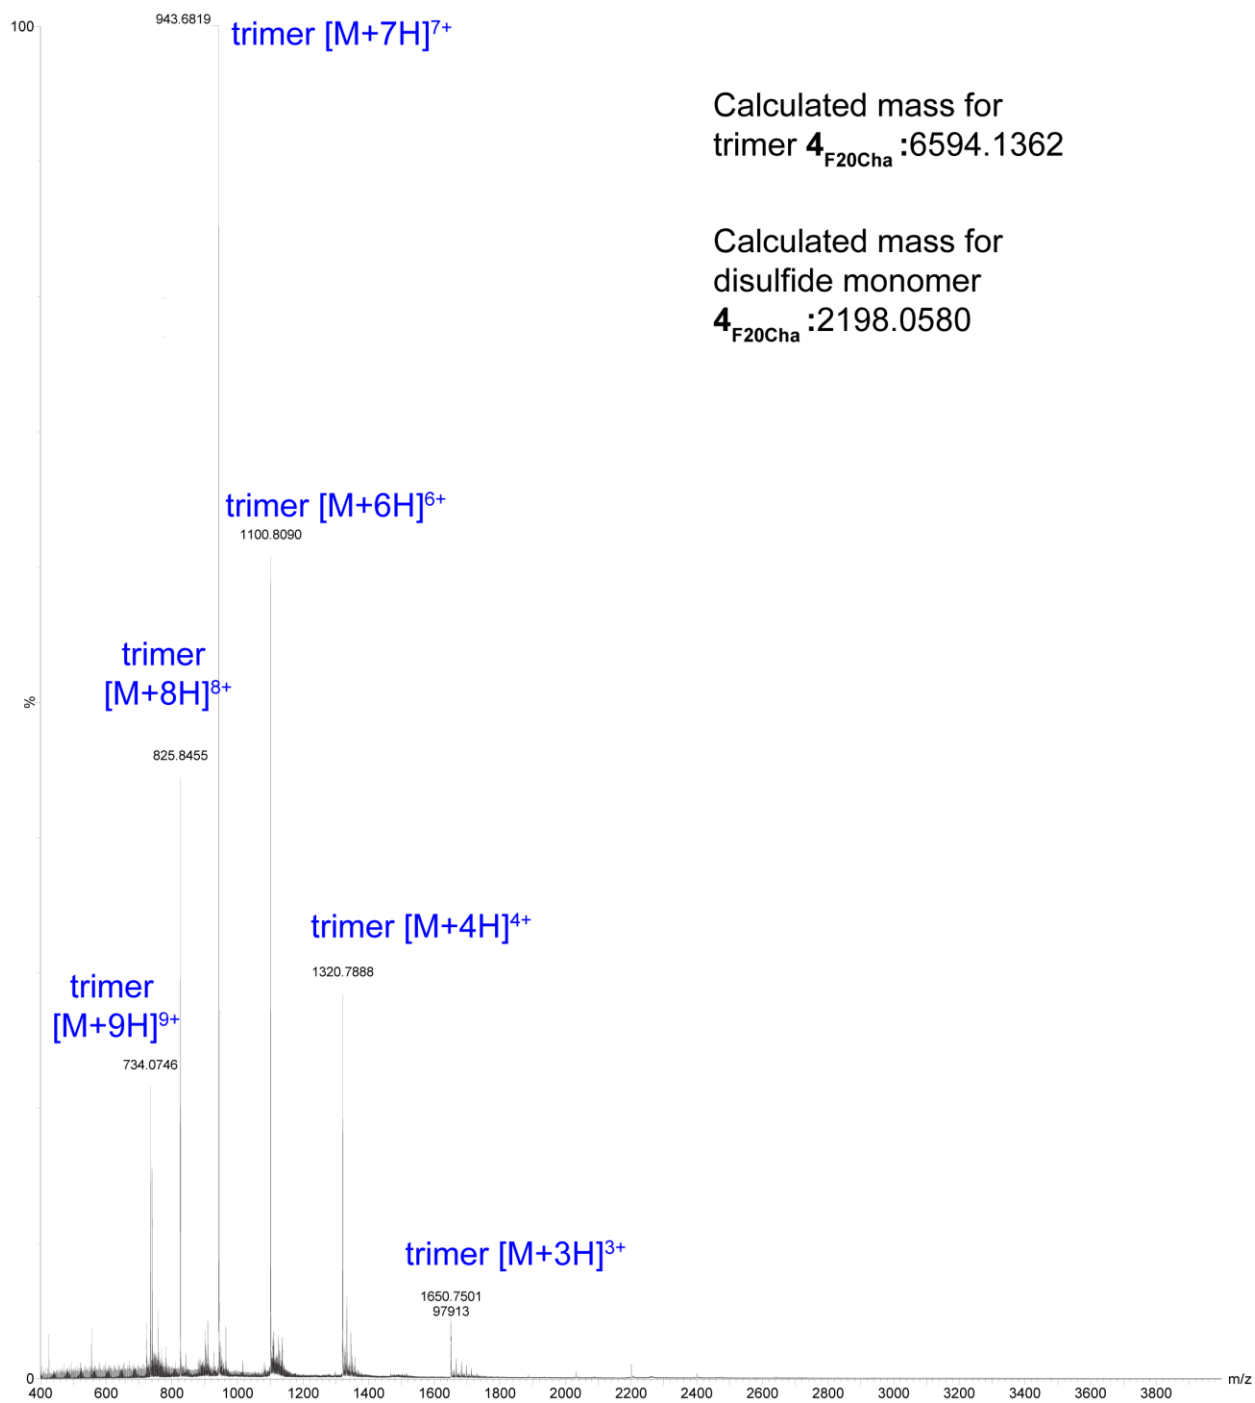 943.6819
100
trimer [M+7H]7+
Calculated mass for
trimer 4F20Cha :6594.1362
Calculated mass for
disulfide monomer
4F20Cha :2198.0580
trimer [M+6H]6+
1100.8090
trimer
[M+8H]8+
%
825.8455
trimer [M+4H]4+
1320.7888
trimer
[M+9H]9+
734.0746
trimer [M+3H]3+
1650.7501
97913
0
400 600 800 1000 1200 1400 1600 1800 2000 2200 2400 2600 2800 3000 3200 3400 3600 3800 m/z